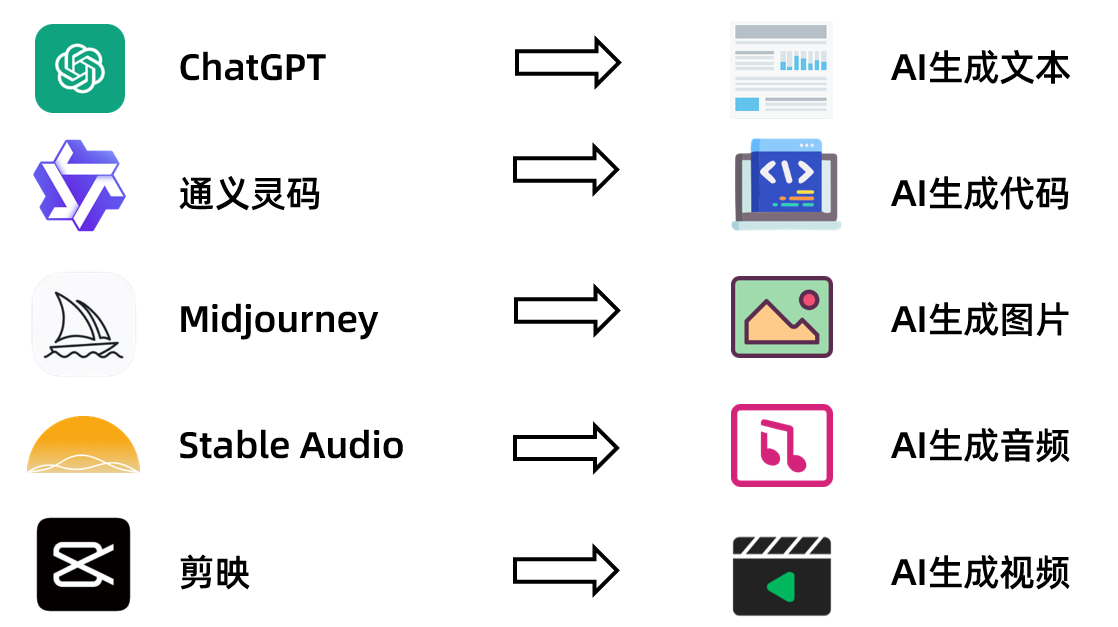 ChatGPT AI生成文本
通义灵码 AI生成代码
Midjourney AI生成图片
Stable Audio AI生成音频
剪映 AI生成视频